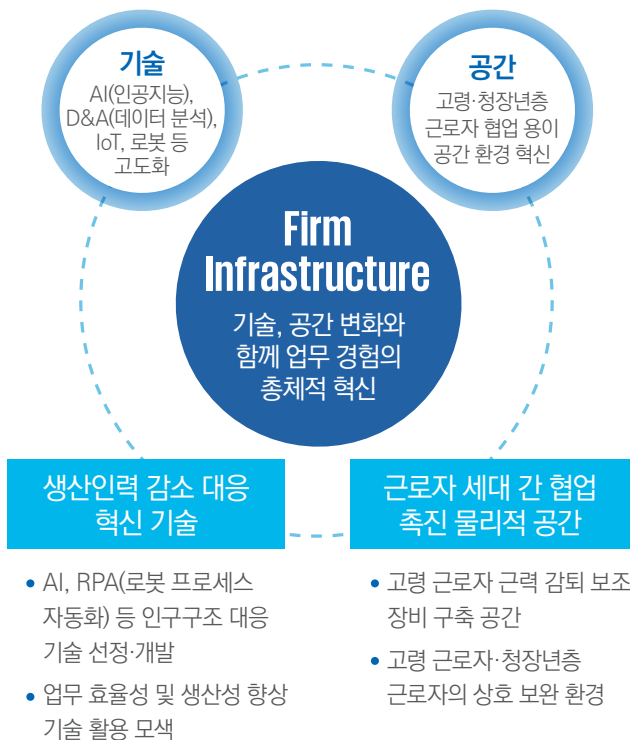 기술
AI(인공지능),
D&A(데이터 분석),
IoT, 로봇 등
고도화
공간
고령·청장년층
근로자 협업 용이
공간 환경 혁신
Firm
Infrastructure
기술, 공간 변화와
함께 업무 경험의
총체적 혁신
생산인력 감소 대응
혁신 기술
• AI, RPA(로봇 프로세스
자동화) 등 인구구조 대응
기술 선정·개발
• 업무 효율성 및 생산성 향상
기술 활용 모색
근로자 세대 간 협업
촉진 물리적 공간
• 고령 근로자 근력 감퇴 보조
장비 구축 공간
• 고령 근로자·청장년층
근로자의 상호 보완 환경